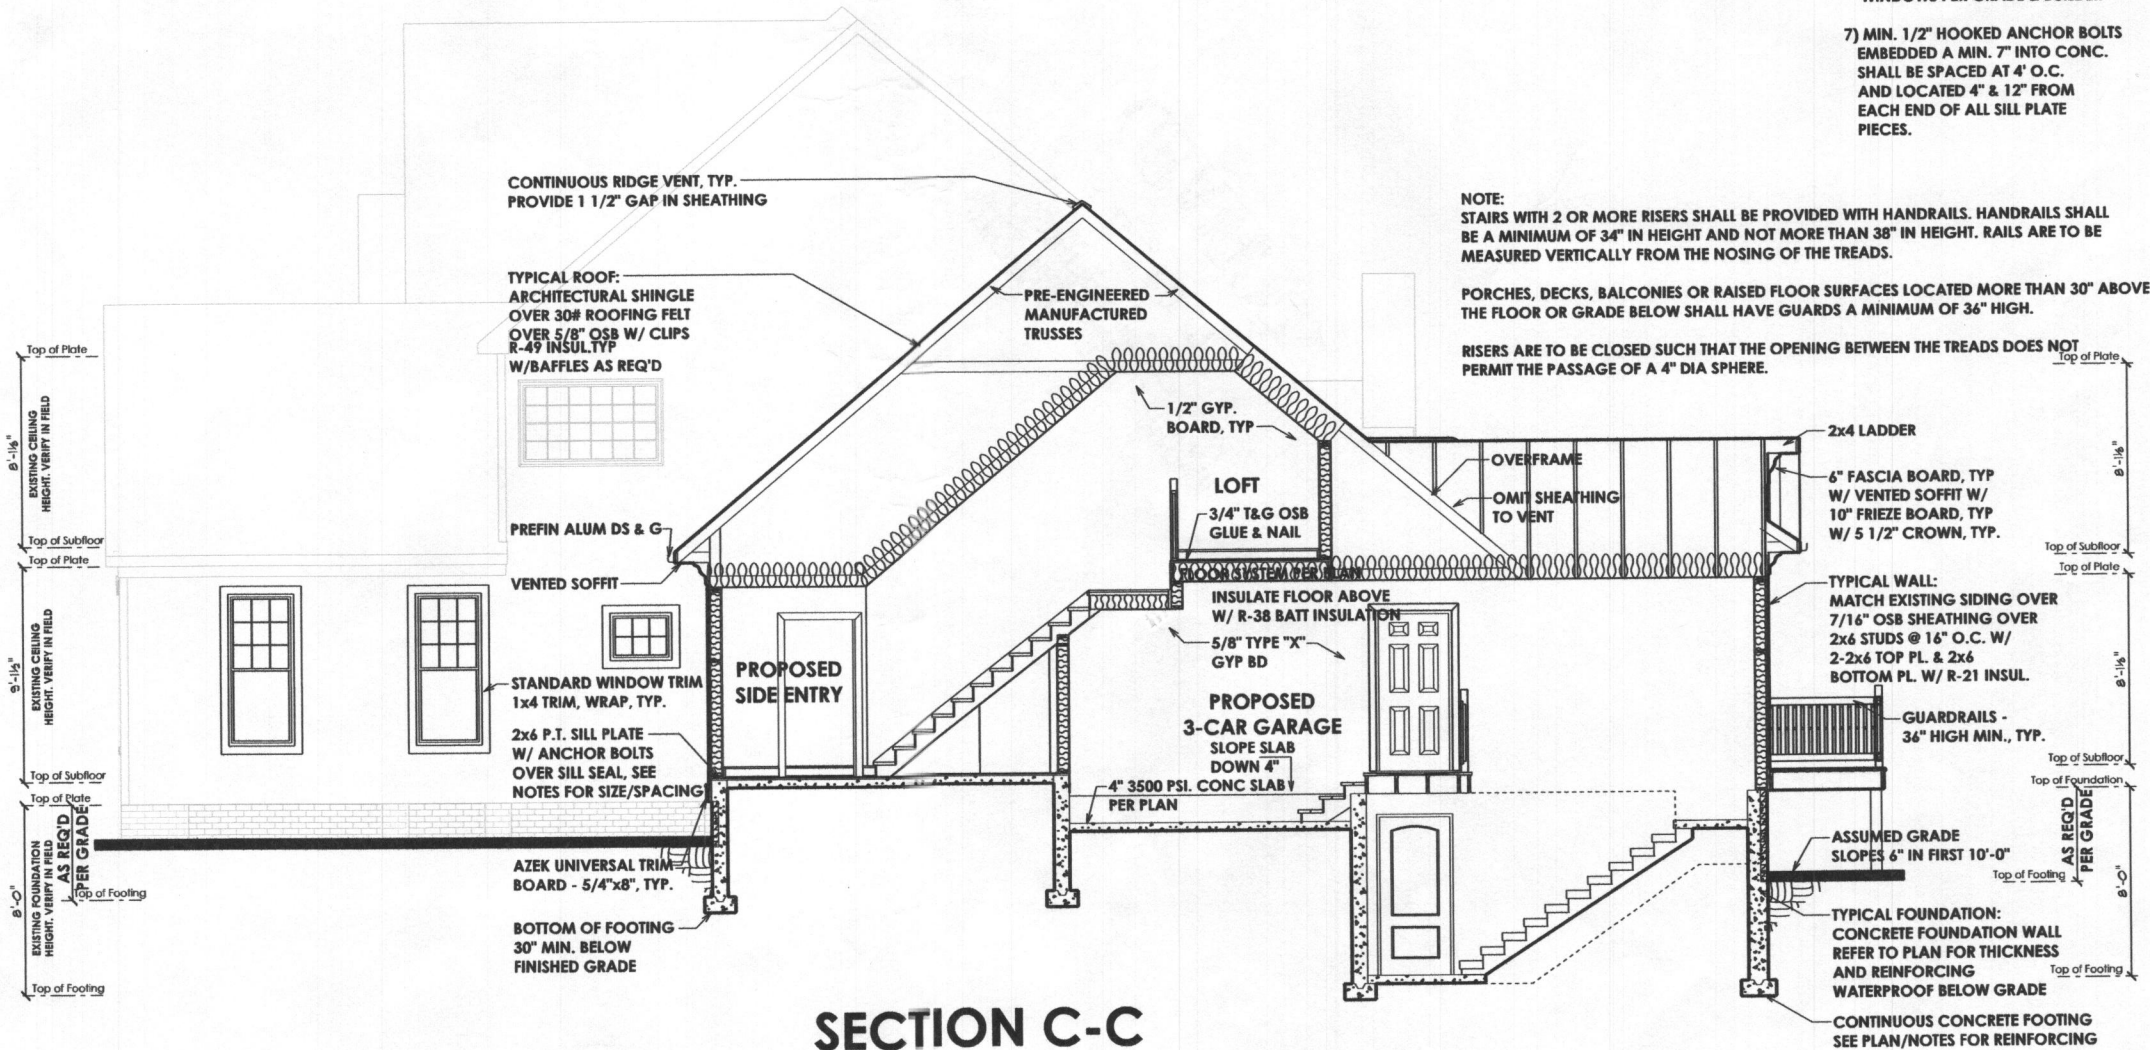 7) MIN. 1/2" HOOKED ANCHOR BOLTS
EMBEDDED A MIN. 7" INTO CONC.
SHALL BE SPACED AT 4' O.C.
AND LOCATED 4" & 12" FROM
EACH END OF ALL SILL PLATE
PIECES.
CONTINUOUS RIDGE VENT, TYP.
PROVIDE 1 1/2" GAP IN SHEATHING
NOTE:
STAIRS WITH 2 OR MORE RISERS SHALL BE PROVIDED WITH HANDRAILS. HANDRAILS SHALL
BE A MINIMUM OF 34" IN HEIGHT AND NOT MORE THAN 38" IN HEIGHT. RAILS ARE TO BE
MEASURED VERTICALLY FROM THE NOSING OF THE TREADS.
PORCHES, DECKS, BALCONIES OR RAISED FLOOR SURFACES LOCATED MORE THAN 30" ABOVE
THE FLOOR OR GRADE BELOW SHALL HAVE GUARDS A MINIMUM OF 36" HIGH.
RISERS ARE TO BE CLOSED SUCH THAT THE OPENING BETWEEN THE TREADS DOES NOT
PERMIT THE PASSAGE OF A 4" DIA SPHERE.
TYPICAL ROOF:
ARCHITECTURAL SHINGLE
OVER 30# ROOFING FELT
OVER 5/8" OSB W/ CLIPS
R-49 INSUL.TYP
W/BAFFLES AS REQ'D
PRE-ENGINEERED
MANUFACTURED
TRUSSES
Top of Plate
8'-1 1/8"
EXISTING CEILING
HEIGHT. VERIFY IN FIELD
Top of Subfloor
Top of Plate
9'-1 1/2"
EXISTING CEILING
HEIGHT. VERIFY IN FIELD
Top of Subfloor
Top of Plate
8'-0"
EXISTING FOUNDATION
HEIGHT. VERIFY IN FIELD
AS REQ'D
PER GRADE
Top of Footing
Top of Footing
PREFIN ALUM DS & G
VENTED SOFFIT
STANDARD WINDOW TRIM
1x4 TRIM, WRAP, TYP.
2x6 P.T. SILL PLATE
W/ ANCHOR BOLTS
OVER SILL SEAL, SEE
NOTES FOR SIZE/SPACING
AZEK UNIVERSAL TRIM
BOARD - 5/4"x8", TYP.
BOTTOM OF FOOTING
30" MIN. BELOW
FINISHED GRADE
PROPOSED
SIDE ENTRY
1/2" GYP.
BOARD, TYP
LOFT
3/4" T&G OSB
GLUE & NAIL
FLOOR SYSTEM PER PLAN
INSULATE FLOOR ABOVE
W/ R-38 BATT INSULATION
5/8" TYPE "X"
GYP BD
PROPOSED
3-CAR GARAGE
SLOPE SLAB
DOWN 4"
4" 3500 PSI. CONC SLAB
PER PLAN
OVERFRAME
OMIT SHEATHING
TO VENT
Top of Plate
8'-1 1/8"
Top of Subfloor
Top of Plate
8'-1 1/8"
Top of Subfloor
Top of Foundation
AS REQ'D
PER GRADE
8'-0"
Top of Footing
Top of Footing
2x4 LADDER
6" FASCIA BOARD, TYP
W/ VENTED SOFFIT W/
10" FRIEZE BOARD, TYP
W/ 5 1/2" CROWN, TYP.
TYPICAL WALL:
MATCH EXISTING SIDING OVER
7/16" OSB SHEATHING OVER
2x6 STUDS @ 16" O.C. W/
2-2x6 TOP PL. & 2x6
BOTTOM PL. W/ R-21 INSUL.
GUARDRAILS -
36" HIGH MIN., TYP.
ASSUMED GRADE
SLOPES 6" IN FIRST 10'-0"
TYPICAL FOUNDATION:
CONCRETE FOUNDATION WALL
REFER TO PLAN FOR THICKNESS
AND REINFORCING
WATERPROOF BELOW GRADE
CONTINUOUS CONCRETE FOOTING
SEE PLAN/NOTES FOR REINFORCING
SECTION C-C